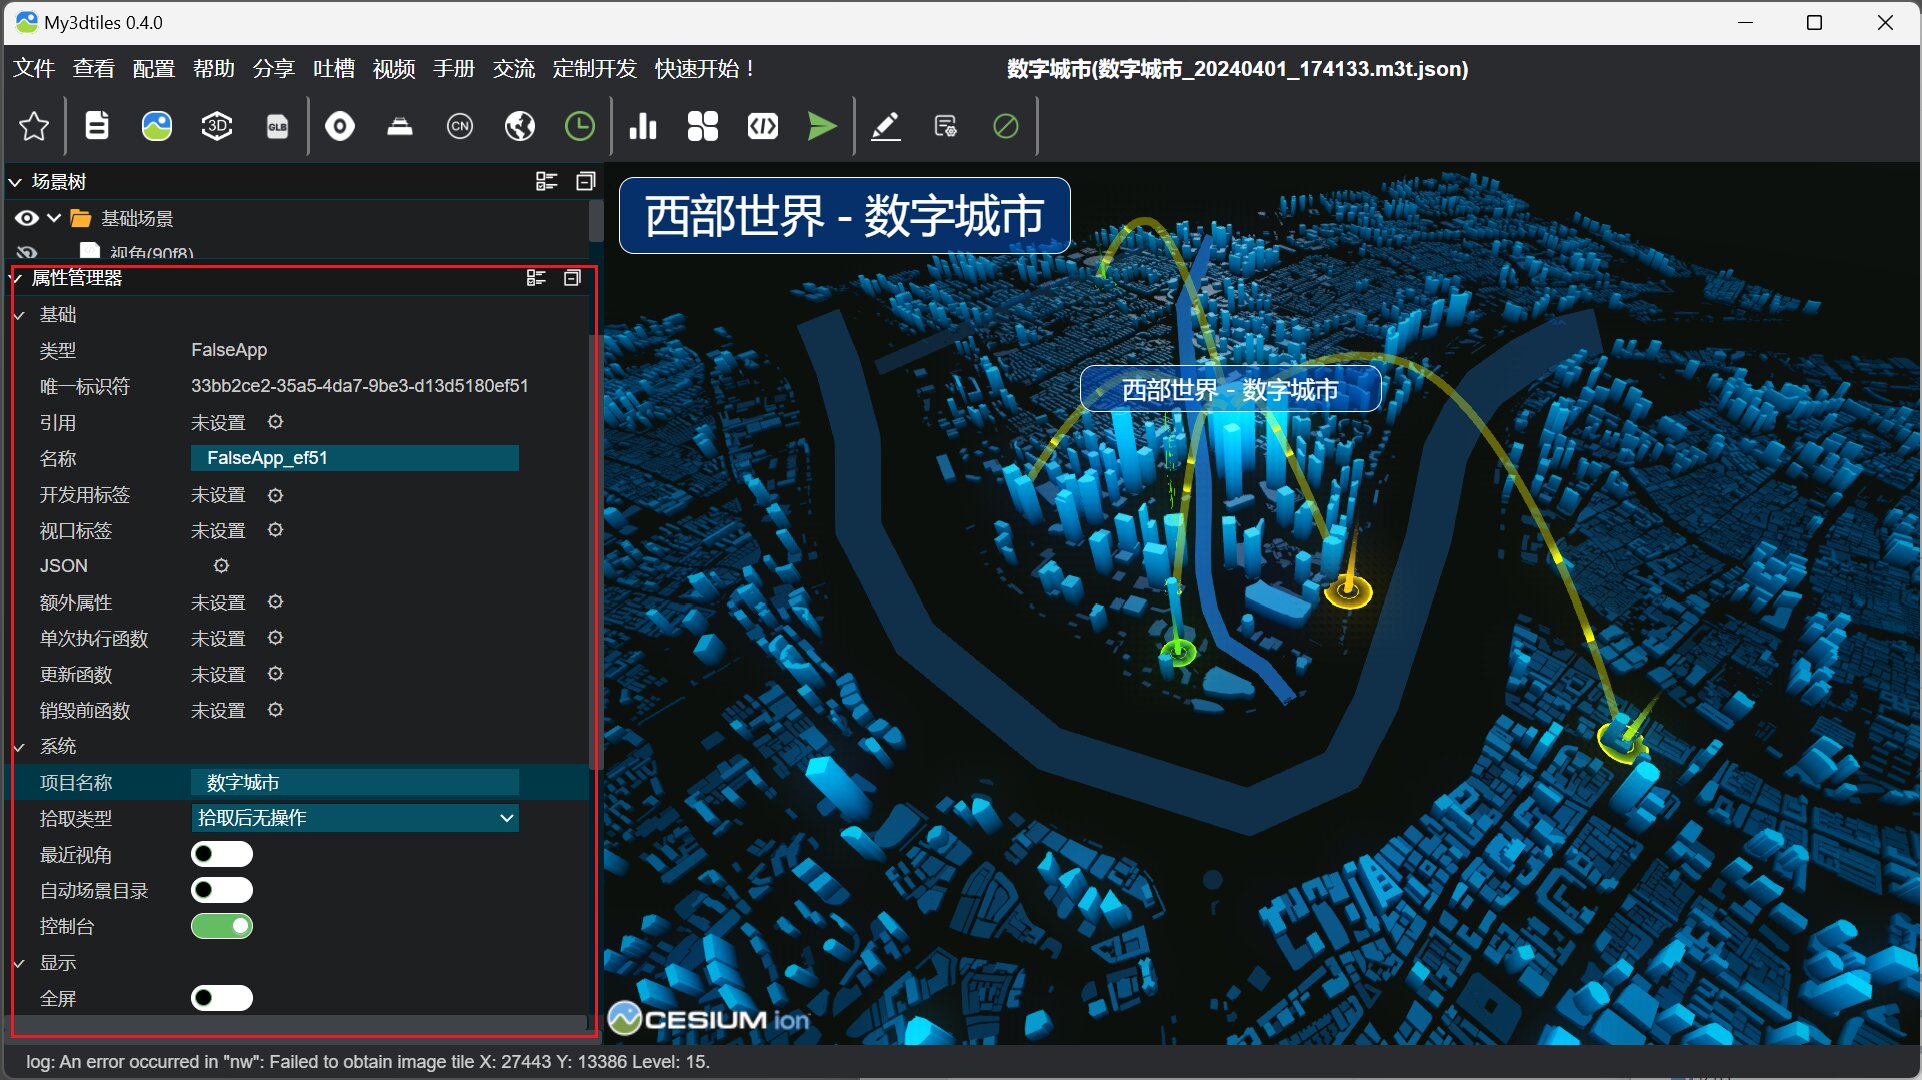 My3dtiles 0.4.0
文件 查看 配置 帮助 分享 吐槽 视频 手册 交流 定制开发 快速开始！ 数字城市(数字城市_20240401_174133.m3t.json)
3D GLB CN
场景树
基础场景
视角(90f8)
属性管理器
基础
类型 FalseApp
唯一标识符 33bb2ce2-35a5-4da7-9be3-d13d5180ef51
引用 未设置
名称 FalseApp_ef51
开发用标签 未设置
视口标签 未设置
JSON
额外属性 未设置
单次执行函数 未设置
更新函数 未设置
销毁前函数 未设置
系统
项目名称 数字城市
拾取类型 拾取后无操作
最近视角
自动场景目录
控制台
显示
全屏
西部世界 - 数字城市
西部世界 - 数字城市
CESIUM ion
log: An error occurred in "nw": Failed to obtain image tile X: 27443 Y: 13386 Level: 15.